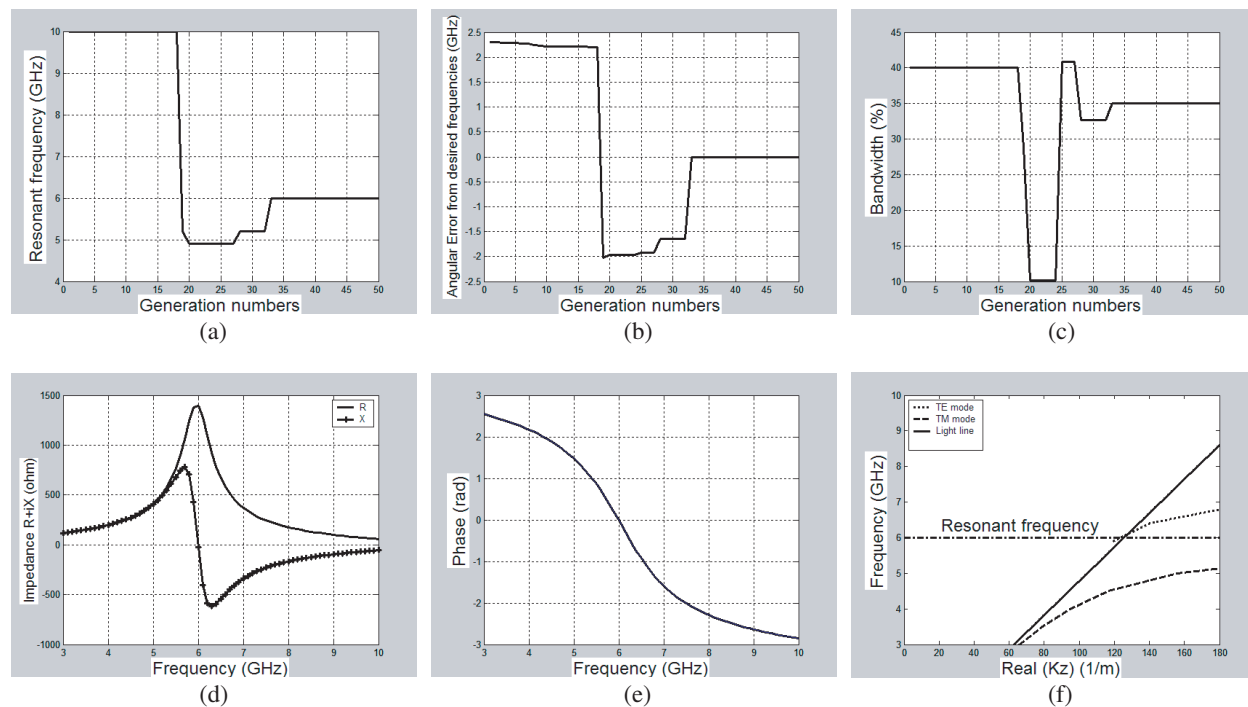 Resonant frequency (GHz)
10
9
8
7
6
5
4
0 5 10 15 20 25 30 35 40 45 50
Generation numbers
(a)
Angular Error from desired frequencies (GHz)
2.5
2
1.5
1
0.5
0
-0.5
-1
-1.5
-2
-2.5
0 5 10 15 20 25 30 35 40 45 50
Generation numbers
(b)
Bandwidth (%)
45
40
35
30
25
20
15
10
0 5 10 15 20 25 30 35 40 45 50
Generation numbers
(c)
Impedance R+iX (ohm)
1500
1000
500
0
-500
-1000
R
X
3 4 5 6 7 8 9 10
Frequency (GHz)
(d)
Phase (rad)
3
2
1
0
-1
-2
-3
3 4 5 6 7 8 9 10
Frequency (GHz)
(e)
Frequency (GHz)
10
9
8
7
6
5
4
3
TE mode
TM mode
Light line
Resonant frequency
0 20 40 60 80 100 120 140 160 180
Real (Kz) (1/m)
(f)